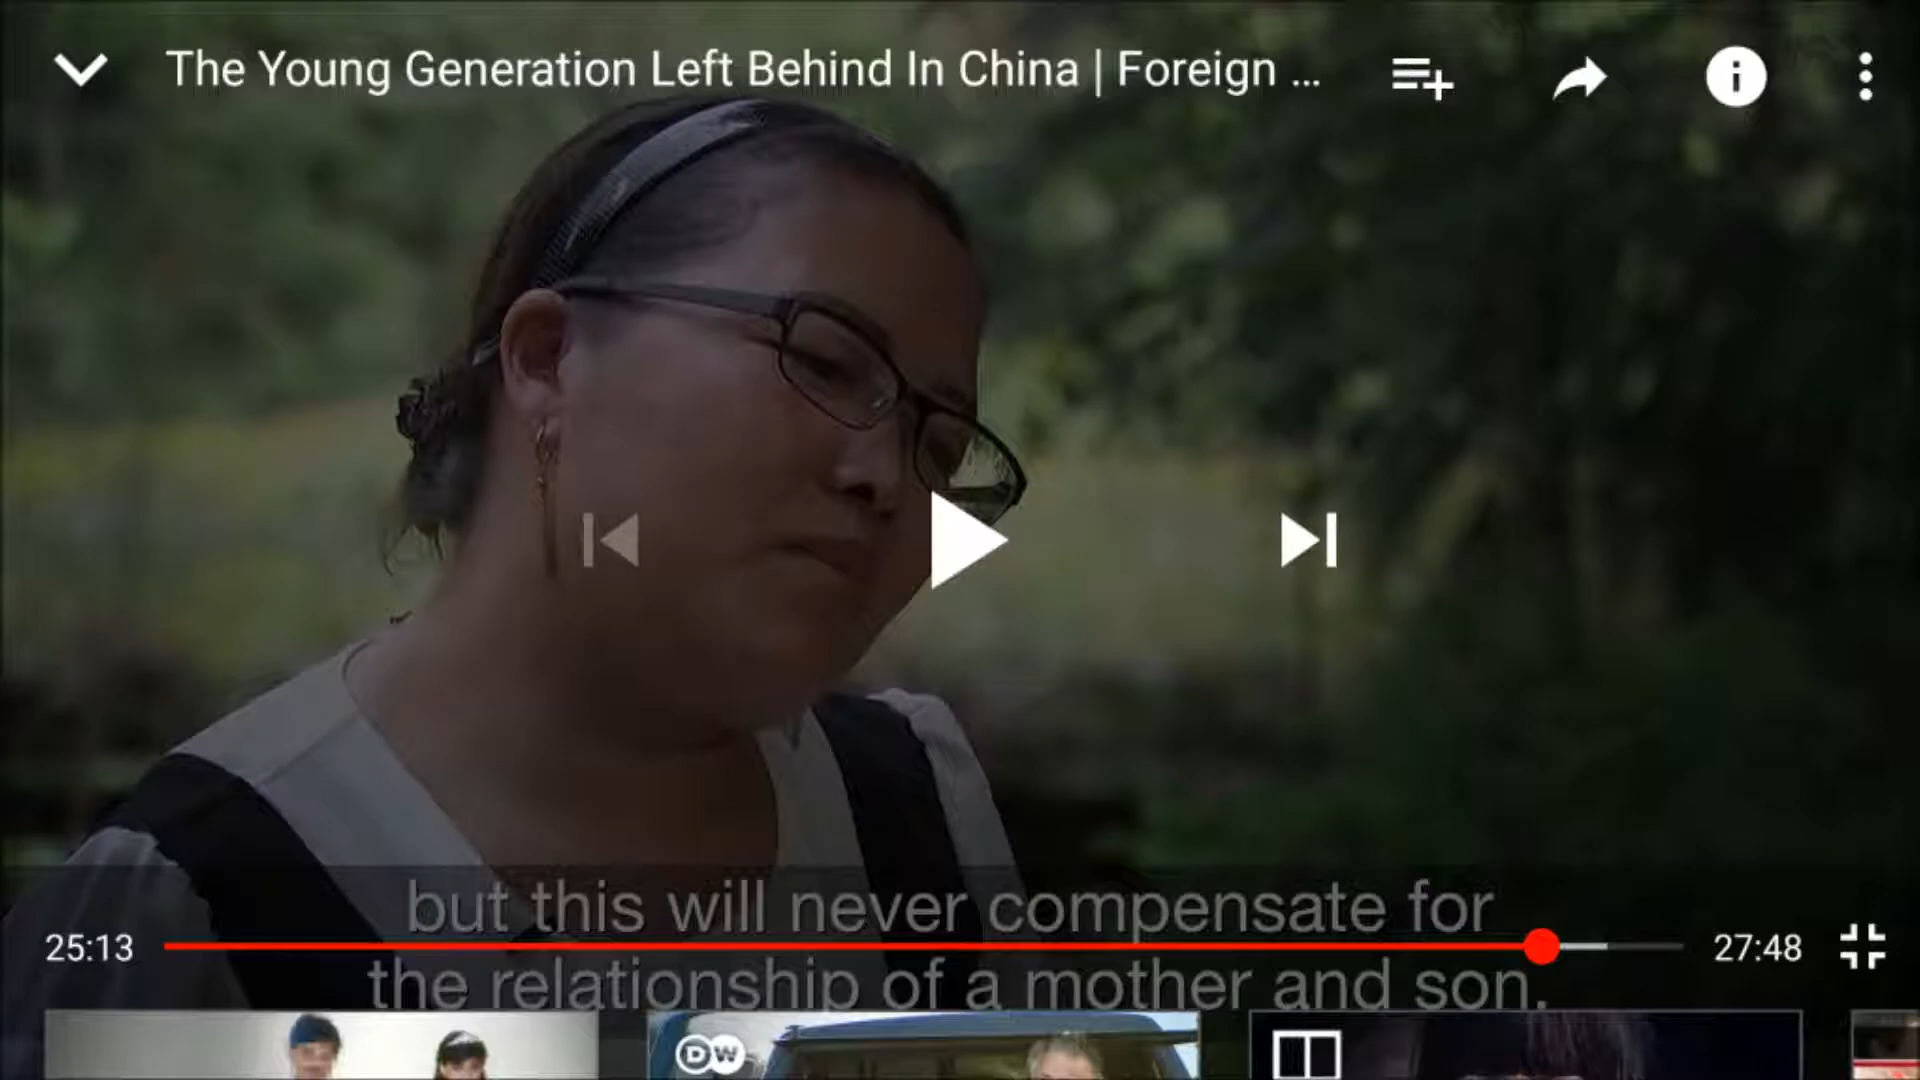 The Young Generation Left Behind In China | Foreign ...
but this will never compensate for
25:13
27:48
the relationship of a mother and son.
DW